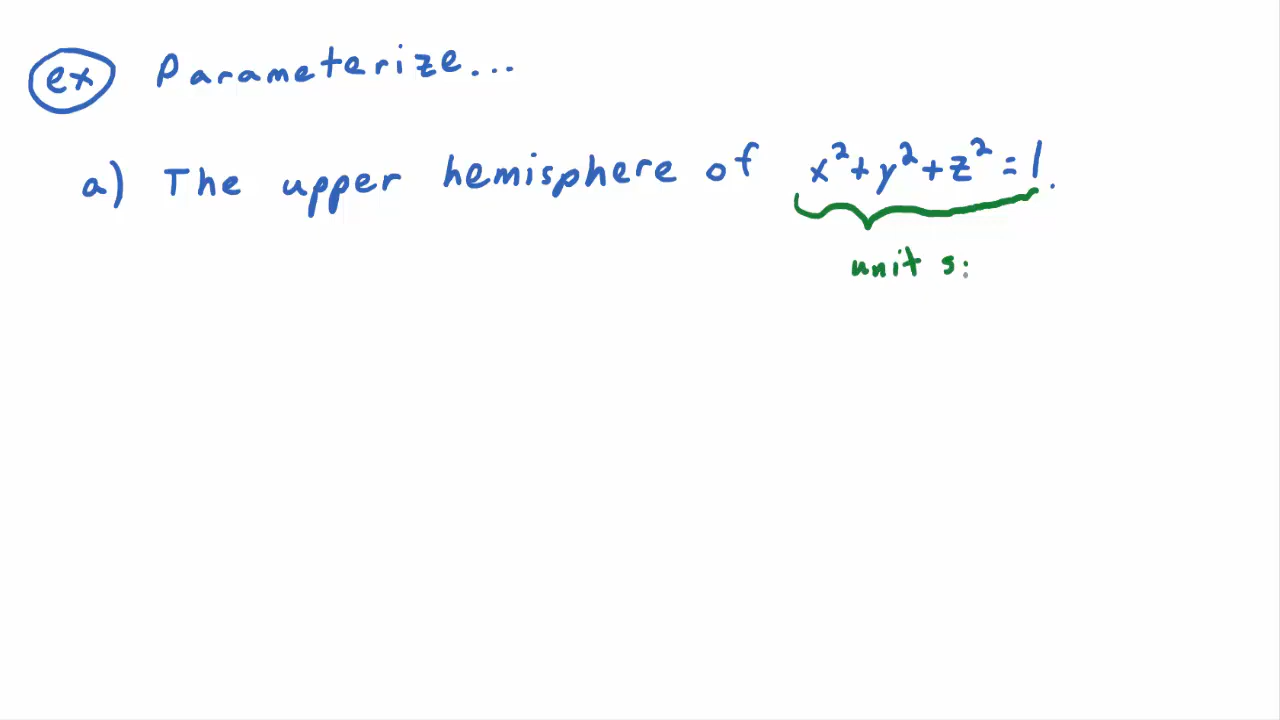 ex Parameterize...
a) The upper hemisphere of x²+y²+z²=1.
unit s